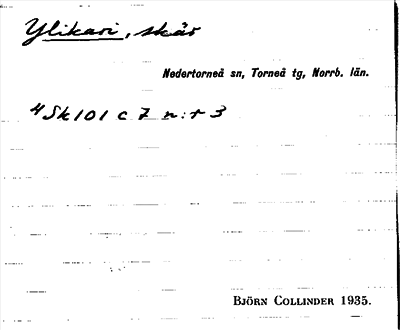 Ylikari, skär
Nedertorneå sn, Torneå tg, Norrb. län.
4 Sk 101 c 7 n:r 3
BJÖRN COLLINDER 1935.